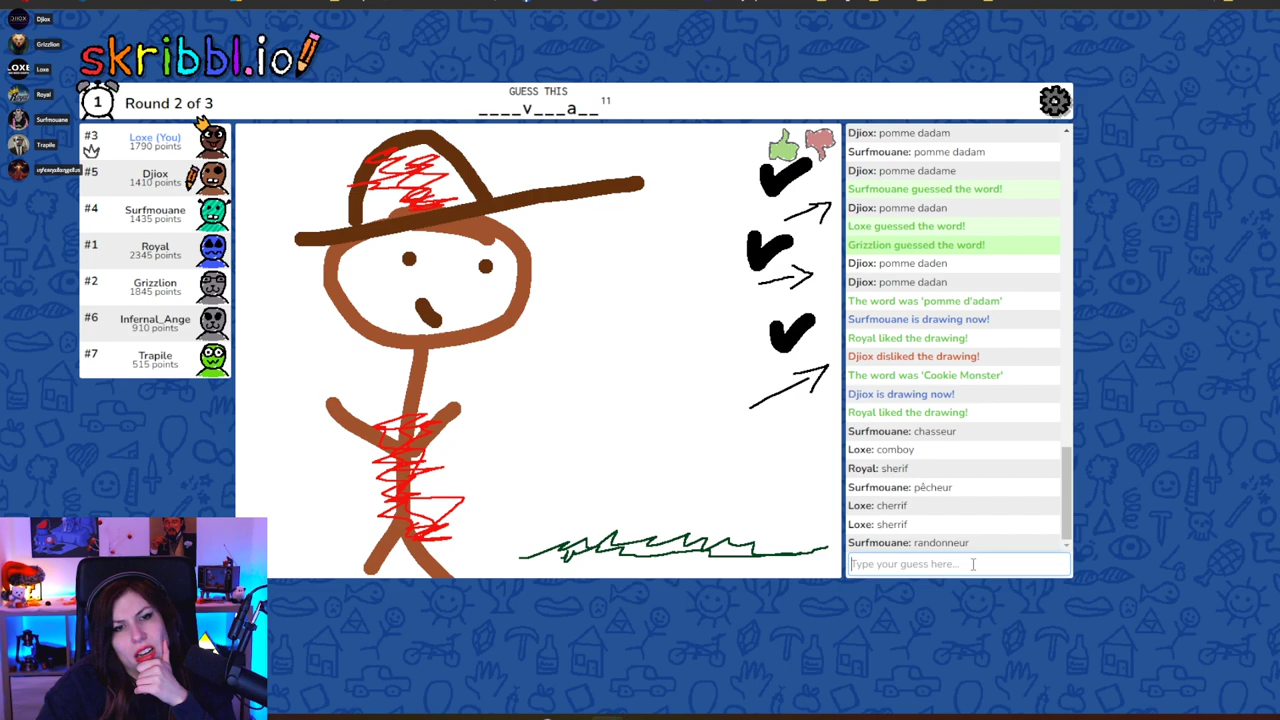 Djiox
Grizzlion
LOXE Loxe
Royal
Surfmouane
Trapile
skribbl.io
1
Round 2 of 3
GUESS THIS
____v___a__ 11
#3
Loxe (You)
1790 points
#5
Djiox
1410 points
#4
Surfmouane
1435 points
#1
Royal
2345 points
#2
Grizzlion
1845 points
#6
Infernal_Ange
910 points
#7
Trapile
515 points
Djiox: pomme dadam
Surfmouane: pomme dadam
Djiox: pomme dadame
Surfmouane guessed the word!
Djiox: pomme dadan
Loxe guessed the word!
Grizzlion guessed the word!
Djiox: pomme daden
Djiox: pomme dadan
The word was 'pomme d'adam'
Surfmouane is drawing now!
Royal liked the drawing!
Djiox disliked the drawing!
The word was 'Cookie Monster'
Djiox is drawing now!
Royal liked the drawing!
Surfmouane: chasseur
Loxe: comboy
Royal: sherif
Surfmouane: pêcheur
Loxe: cherrif
Loxe: sherrif
Surfmouane: randonneur
Type your guess here...